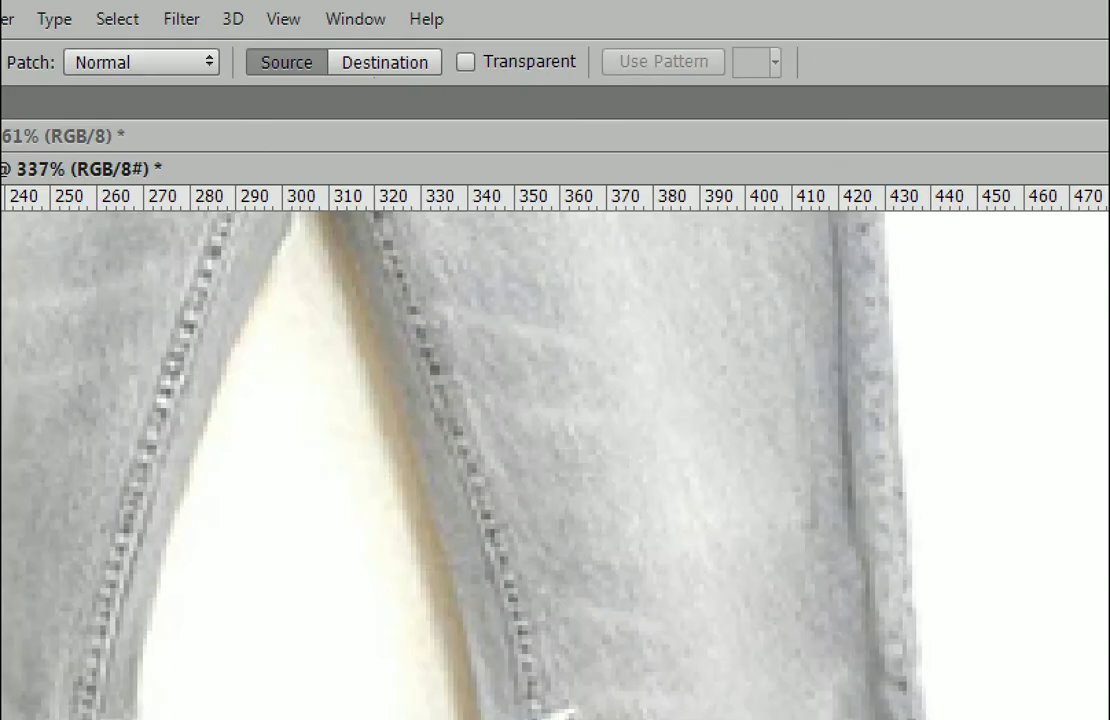 er Type Select Filter 3D View Window Help
Patch: Normal Source Destination Transparent Use Pattern
61% (RGB/8) *
@ 337% (RGB/8#) *
240 250 260 270 280 290 300 310 320 330 340 350 360 370 380 390 400 410 420 430 440 450 460 470